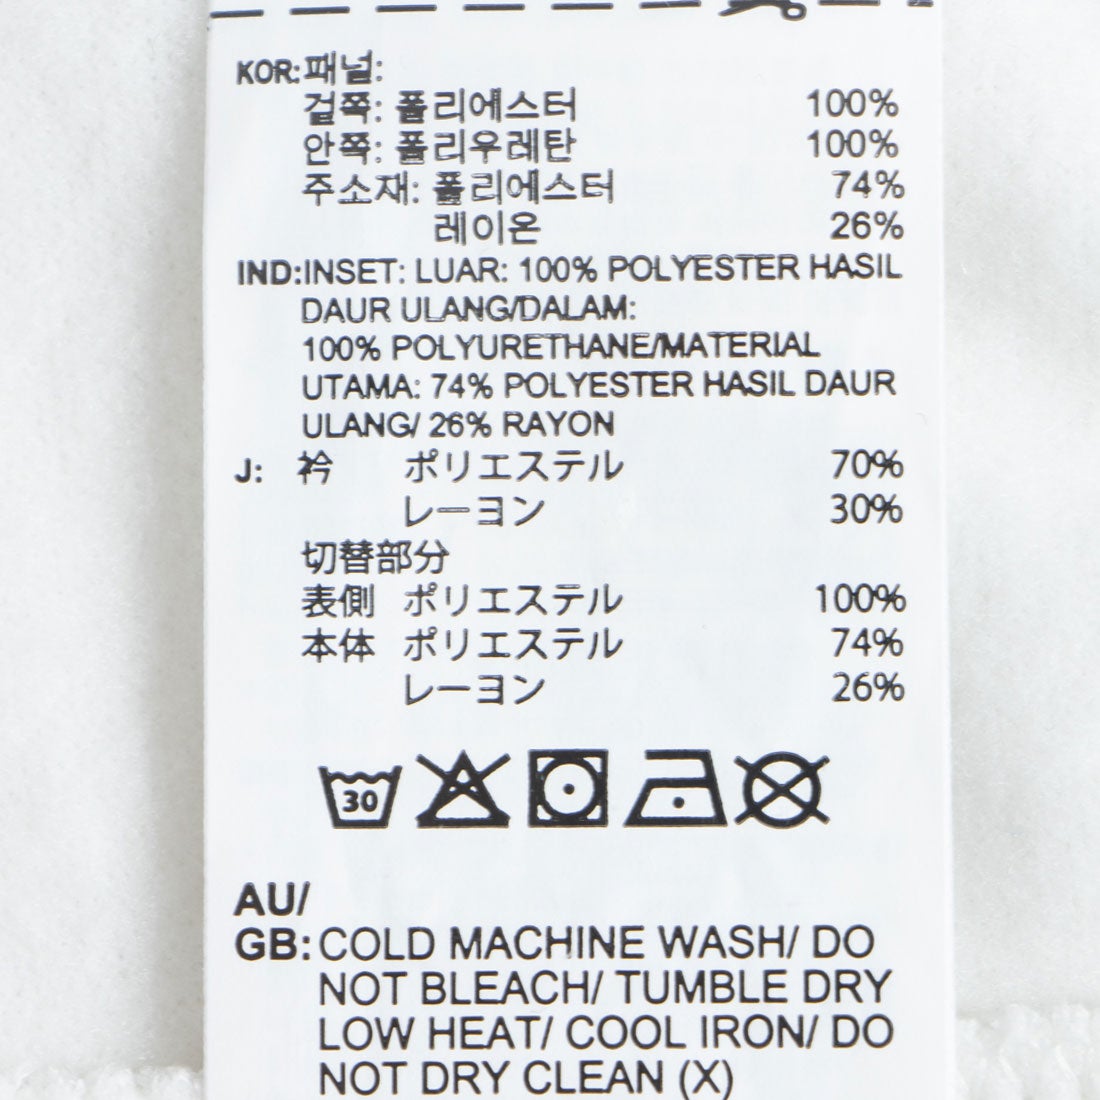 KOR:패널:
겉쪽: 폴리에스터 100%
안쪽: 폴리우레탄 100%
주소재: 폴리에스터 74%
레이온 26%
IND:INSET: LUAR: 100% POLYESTER HASIL
DAUR ULANG/DALAM:
100% POLYURETHANE/MATERIAL
UTAMA: 74% POLYESTER HASIL DAUR
ULANG/ 26% RAYON
J: 衿 ポリエステル 70%
レーヨン 30%
切替部分
表側 ポリエステル 100%
本体 ポリエステル 74%
レーヨン 26%
30
AU/
GB:COLD MACHINE WASH/ DO
NOT BLEACH/ TUMBLE DRY
LOW HEAT/ COOL IRON/ DO
NOT DRY CLEAN (X)